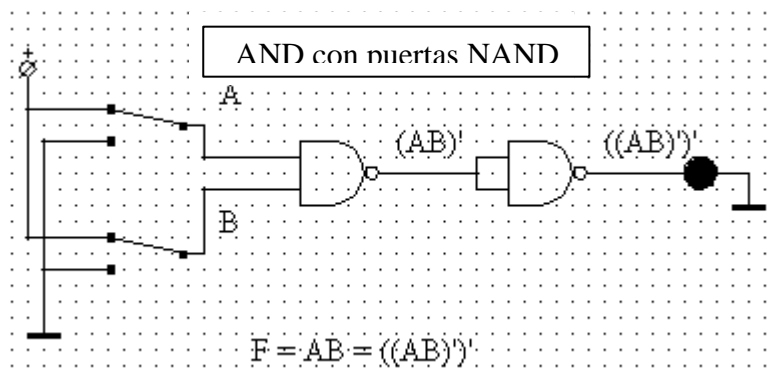 AND con puertas NAND
+
A
(AB)'
((AB)')'
B
F = AB = ((AB)')'